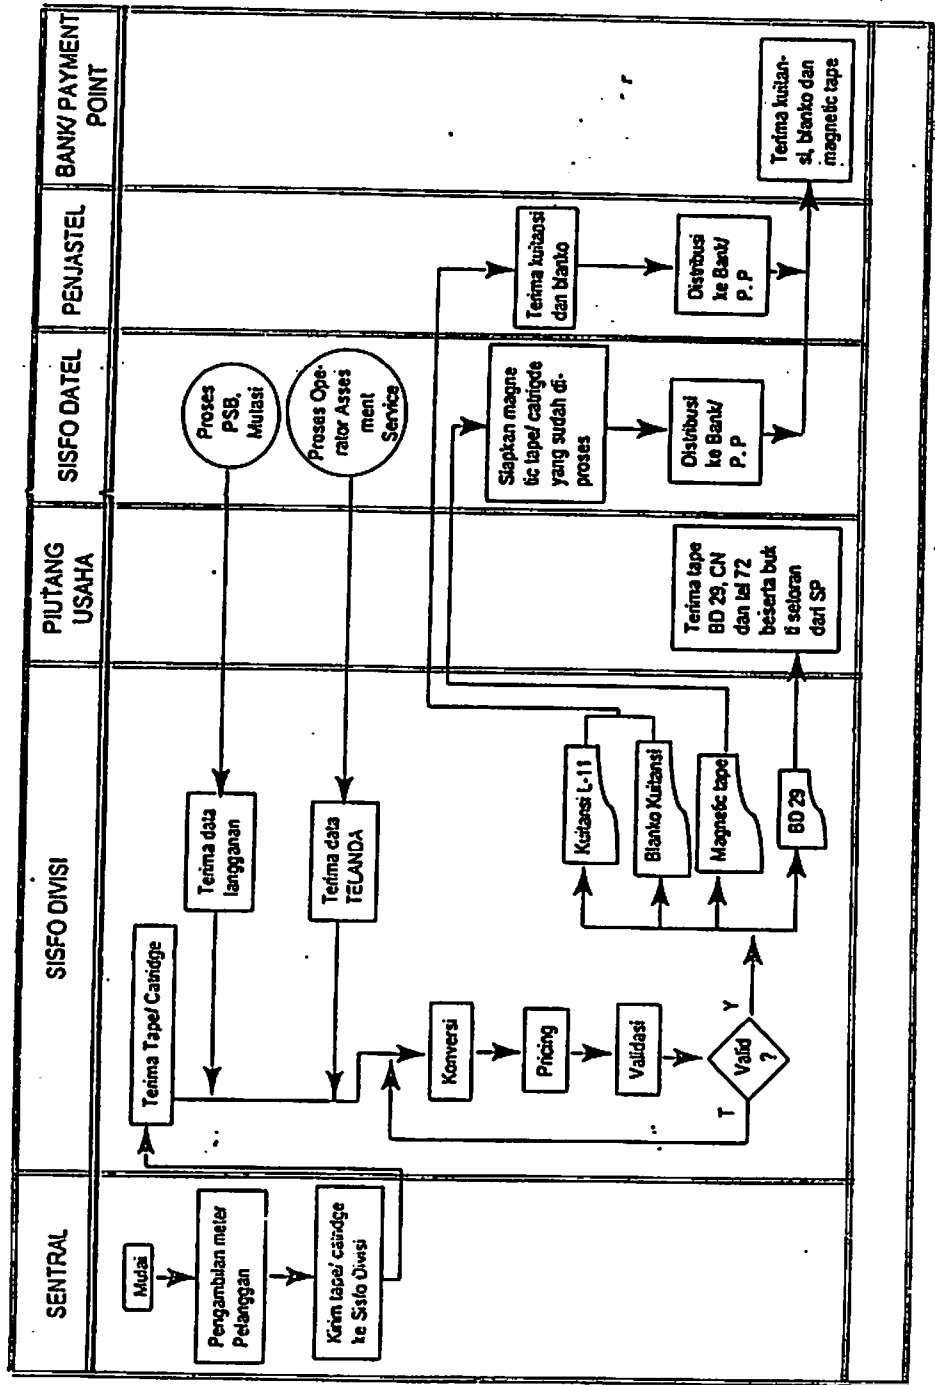 SENTRAL
SISFO DIVISI
PIUTANG
USAHA
SISFO DATEL
PENJASTEL
BANK/ PAYMENT
POINT
Mulai
Pengambilan meter
Pelanggan
Kirim tape/ catridge
ke Sisfo Divisi
Terima Tape/ Catridge
Terima data
langganan
Terima data
TELANDA
Konversi
Pricing
Validasi
Valid
?
T
Y
Kuitansi L-11
Blanko Kuitansi
Magnetic tape
BD 29
Terima tape
BD 29, CN
dan tel 72
beserta buk
ti setoran
dari SP
Proses
PSB,
Mutasi
Proses Ope-
rator Asses
ment
Service
Siapkan magne
tic tape/ catrigde
yang sudah di-
proses
Distribusi
ke Bank/
P. P
Terima kuitansi
dan blanko
Distribusi
ke Bank/
P. P
Terima kuitan-
si, blanko dan
magnetic tape